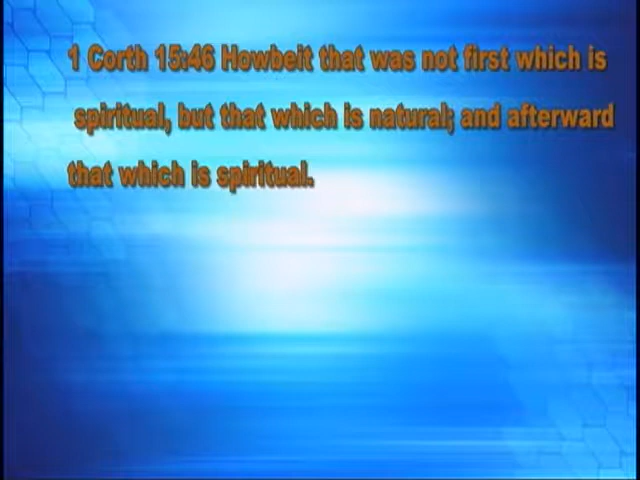 1 Corth 15:46 Howbeit that was not first which is
spiritual, but that which is natural; and afterward
that which is spiritual.